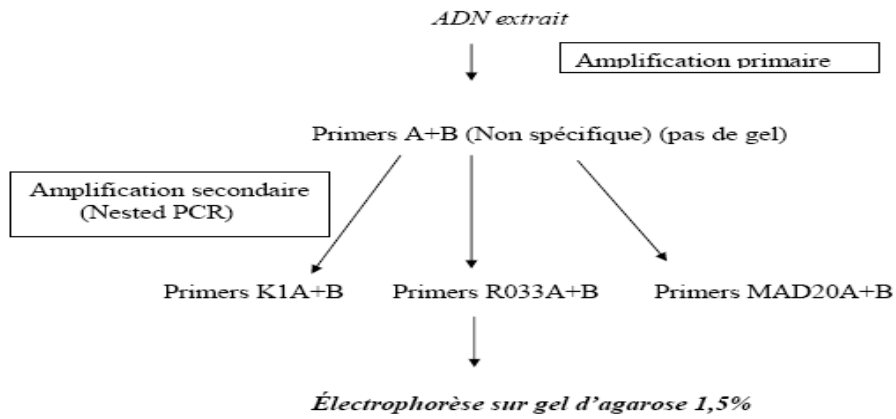 ADN extrait
Amplification primaire
Primers A+B (Non spécifique) (pas de gel)
Amplification secondaire
(Nested PCR)
Primers K1A+B
Primers R033A+B
Primers MAD20A+B
Électrophorèse sur gel d'agarose 1,5%